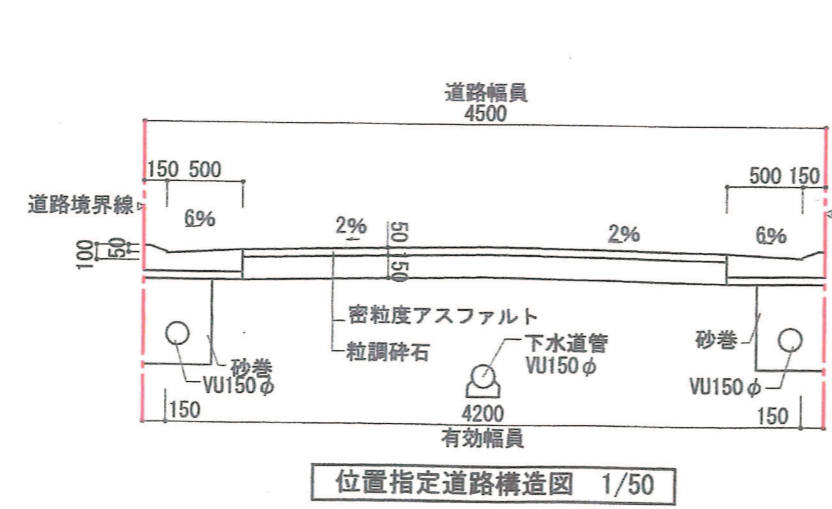 道路幅員
4500
150 500
500 150
道路境界線
6%
2%
2%
6%
100
50
50
150
密粒度アスファルト
粒調砕石
砂巻
VU150φ
下水道管
VU150φ
砂巻
VU150φ
150
4200
150
有効幅員
位置指定道路構造図 1/50